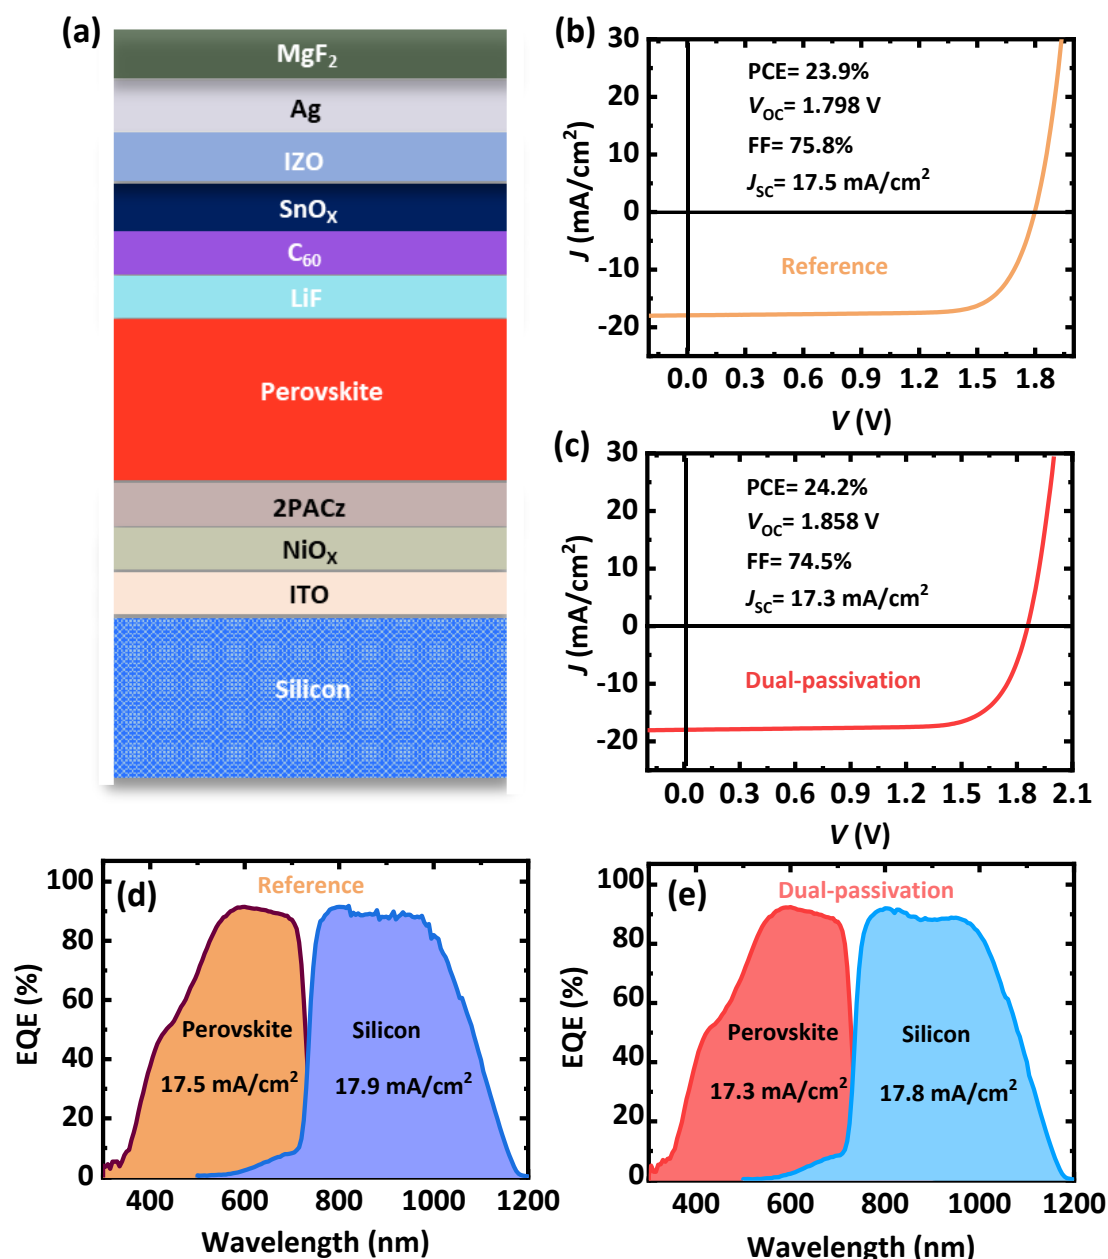 (a)
MgF₂
Ag
IZO
SnOX
C₆₀
LiF
Perovskite
2PACz
NiOX
ITO
Silicon
(b)
30
20
10
0
-10
-20
J (mA/cm²)
PCE= 23.9%
VOC= 1.798 V
FF= 75.8%
JSC= 17.5 mA/cm²
Reference
0.0 0.3 0.6 0.9 1.2 1.5 1.8
V (V)
(c)
30
20
10
0
-10
-20
J (mA/cm²)
PCE= 24.2%
VOC= 1.858 V
FF= 74.5%
JSC= 17.3 mA/cm²
Dual-passivation
0.0 0.3 0.6 0.9 1.2 1.5 1.8 2.1
V (V)
(d)
100
80
60
40
20
0
EQE (%)
Reference
Perovskite
17.5 mA/cm²
Silicon
17.9 mA/cm²
400 600 800 1000 1200
Wavelength (nm)
(e)
100
80
60
40
20
0
EQE (%)
Dual-passivation
Perovskite
17.3 mA/cm²
Silicon
17.8 mA/cm²
400 600 800 1000 1200
Wavelength (nm)